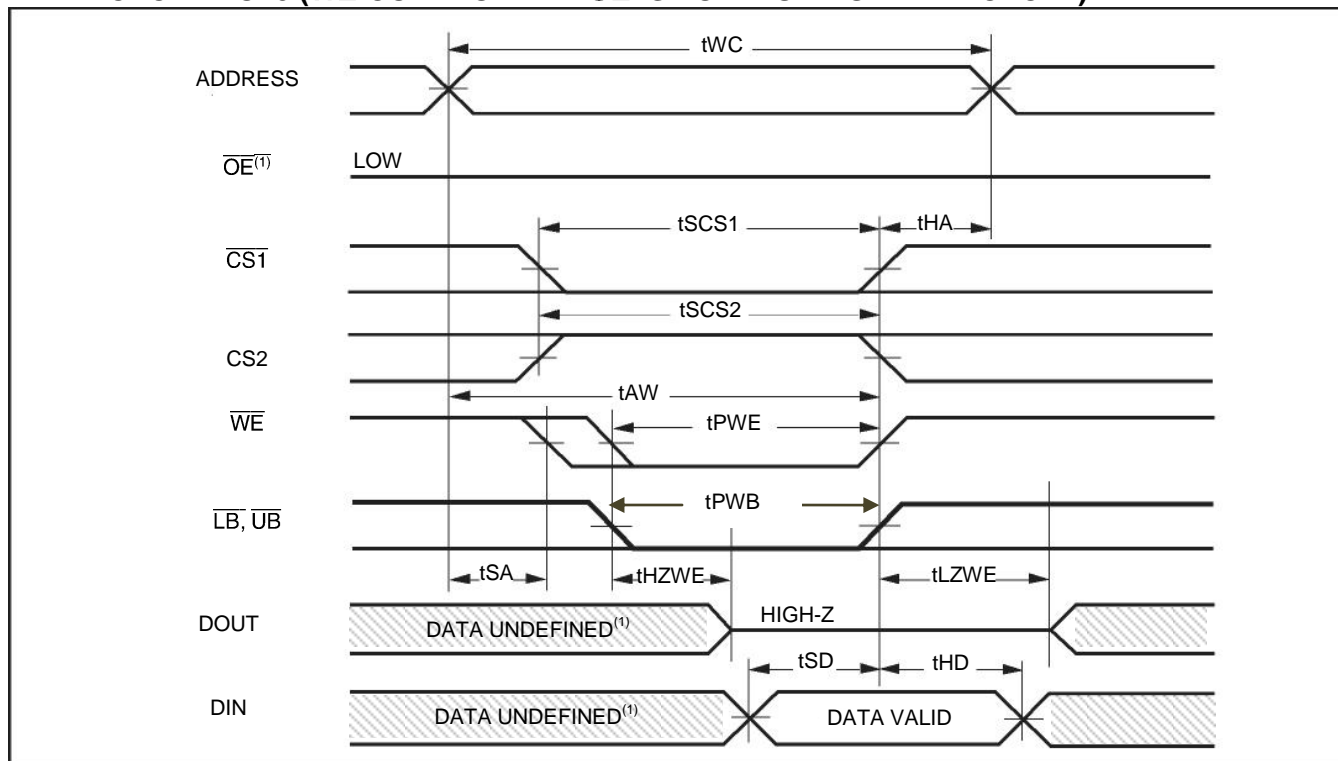 tWC
ADDRESS
OE(1)
LOW
tSCS1
tHA
CS1
tSCS2
CS2
tAW
WE
tPWE
LB, UB
tPWB
tSA
tHZWE
tLZWE
DOUT
DATA UNDEFINED(1)
HIGH-Z
tSD
tHD
DIN
DATA UNDEFINED(1)
DATA VALID